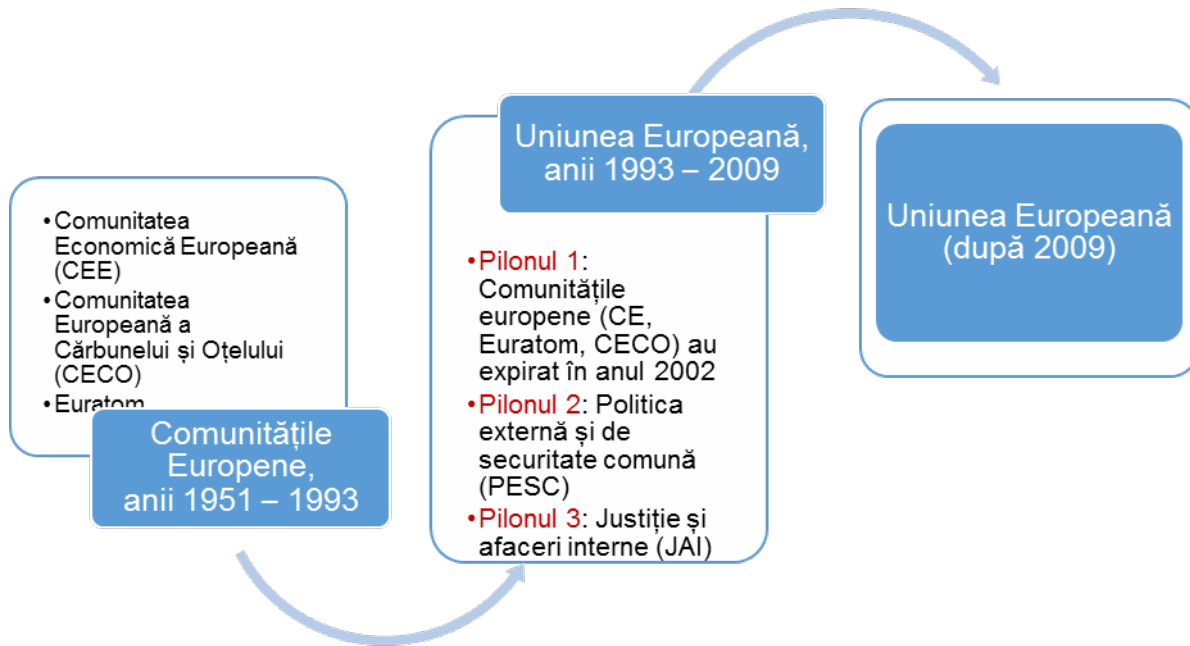 •Comunitatea
Economică Europeană
(CEE)
•Comunitatea
Europeană a
Cărbunelui și Oțelului
(CECO)
•Euratom
Comunitățile
Europene,
anii 1951 – 1993
Uniunea Europeană,
anii 1993 – 2009
•Pilonul 1:
Comunitățile
europene (CE,
Euratom, CECO) au
expirat în anul 2002
•Pilonul 2: Politica
externă și de
securitate comună
(PESC)
•Pilonul 3: Justiție și
afaceri interne (JAI)
Uniunea Europeană
(după 2009)